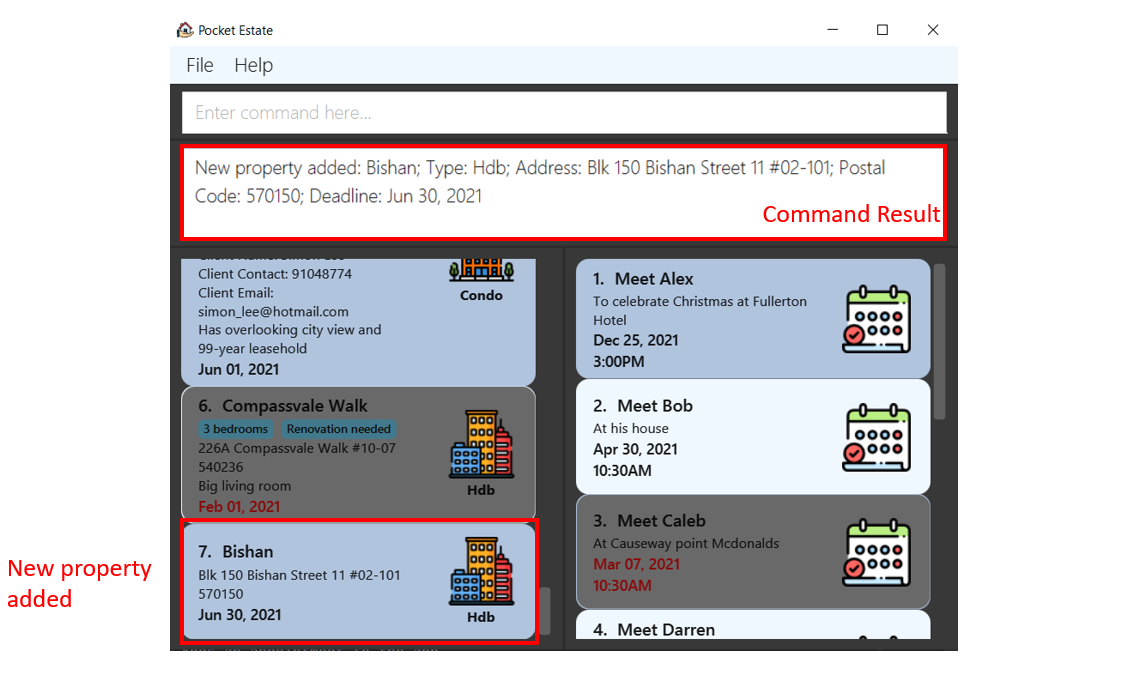 Pocket Estate
File Help
Enter command here...
New property added: Bishan; Type: Hdb; Address: Blk 150 Bishan Street 11 #02-101; Postal
Code: 570150; Deadline: Jun 30, 2021
Command Result
Client Contact: 91048774
Client Email:
simon_lee@hotmail.com
Has overlooking city view and
99-year leasehold
Jun 01, 2021
Condo
6. Compassvale Walk
3 bedrooms Renovation needed
226A Compassvale Walk #10-07
540236
Big living room
Feb 01, 2021
Hdb
7. Bishan
Blk 150 Bishan Street 11 #02-101
570150
Jun 30, 2021
Hdb
New property
added
1. Meet Alex
To celebrate Christmas at Fullerton
Hotel
Dec 25, 2021
3:00PM
2. Meet Bob
At his house
Apr 30, 2021
10:30AM
3. Meet Caleb
At Causeway point Mcdonalds
Mar 07, 2021
10:30AM
4. Meet Darren